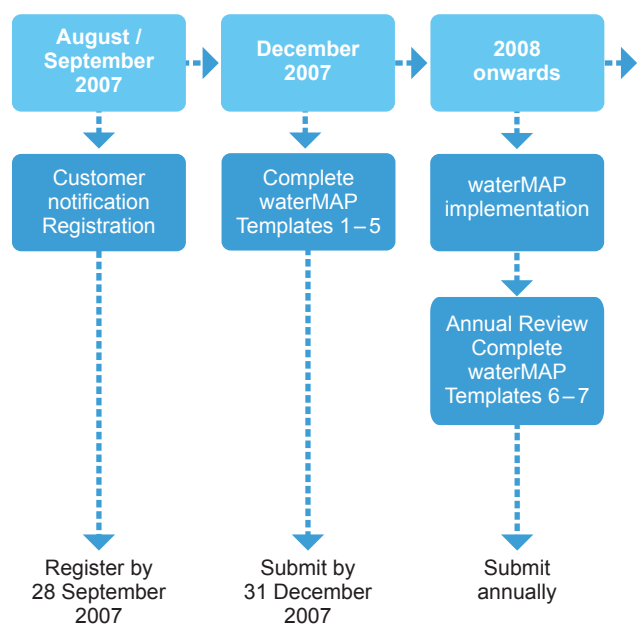 August /
September
2007
December
2007
2008
onwards
Customer
notification
Registration
Complete
waterMAP
Templates 1–5
waterMAP
implementation
Annual Review
Complete
waterMAP
Templates 6–7
Register by
28 September
2007
Submit by
31 December
2007
Submit
annually